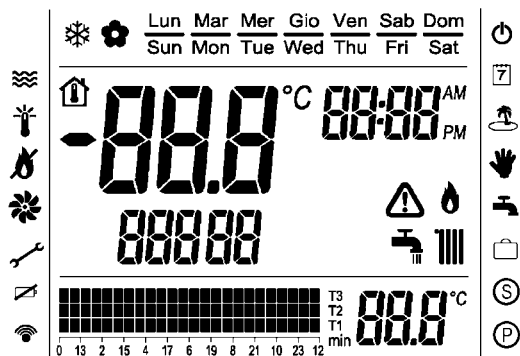 Lun Mar Mer Gio Ven Sab Dom
Sun Mon Tue Wed Thu Fri Sat
7
-88.8 °C
88:88 AM
PM
88888
S
T3
T2
T1
min
88.8 °C
P
0 13 2 15 4 17 6 19 8 21 10 23 12